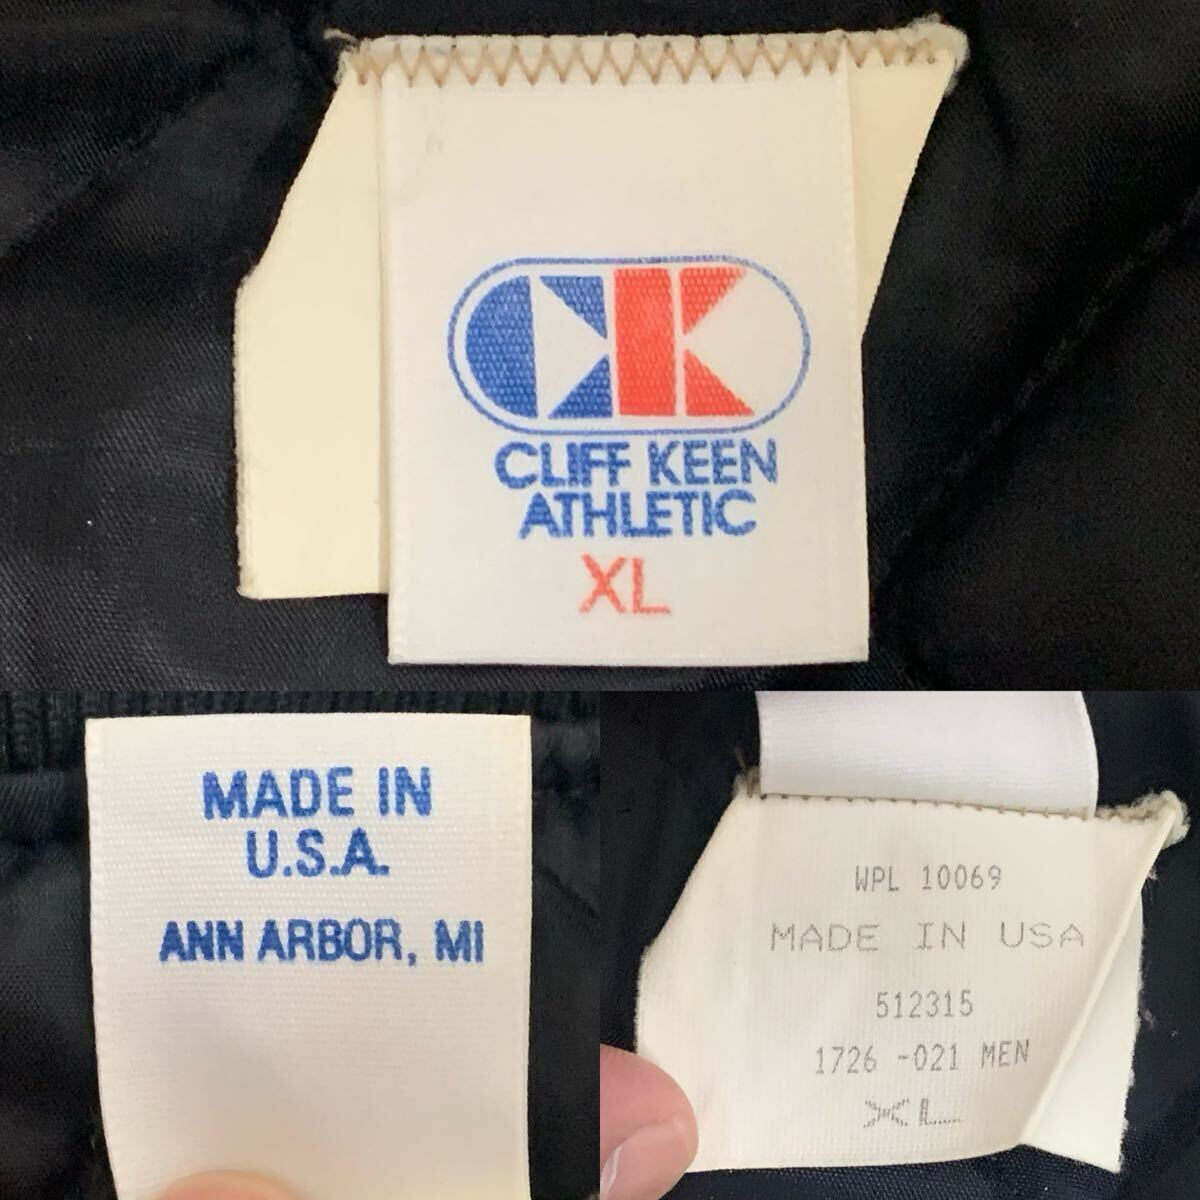 CK
CLIFF KEEN
ATHLETIC
XL
MADE IN
U.S.A.
ANN ARBOR, MI
WPL 10069
MADE IN USA
512315
1726 -021 MEN
XL